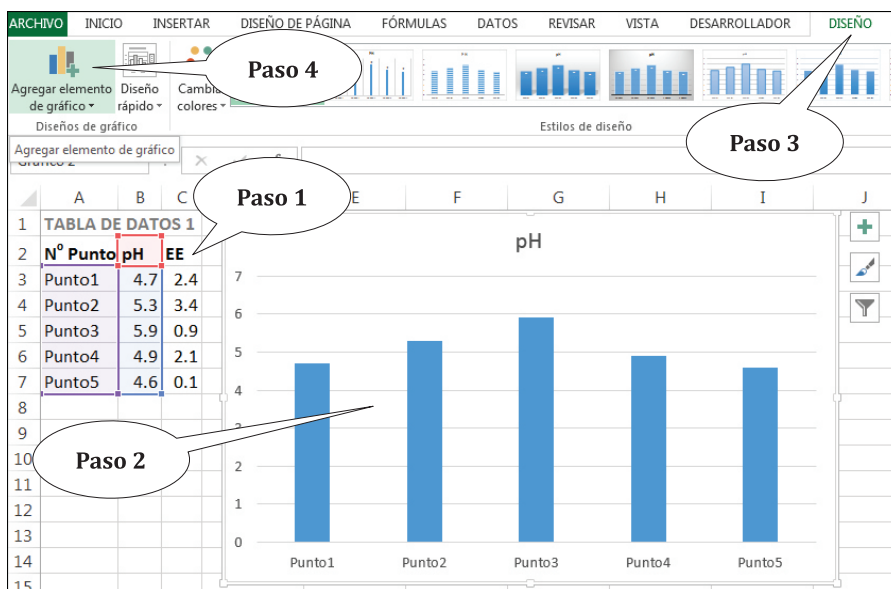 ARCHIVO INICIO INSERTAR DISEÑO DE PÁGINA FÓRMULAS DATOS REVISAR VISTA DESARROLLADOR DISEÑO
Paso 4
Agregar elemento de gráfico
Diseño rápido
colores
Diseños de gráfico
Estilos de diseño
Paso 3
Agregar elemento de gráfico
Paso 1
A B C E F G H I J
1 TABLA DE DATOS 1
2 Nº Punto pH EE
3 Punto1 4.7 2.4
4 Punto2 5.3 3.4
5 Punto3 5.9 0.9
6 Punto4 4.9 2.1
7 Punto5 4.6 0.1
8
9
10
11
12
13
14
15
Paso 2
pH
7
6
5
4
2
1
0
Punto1 Punto2 Punto3 Punto4 Punto5